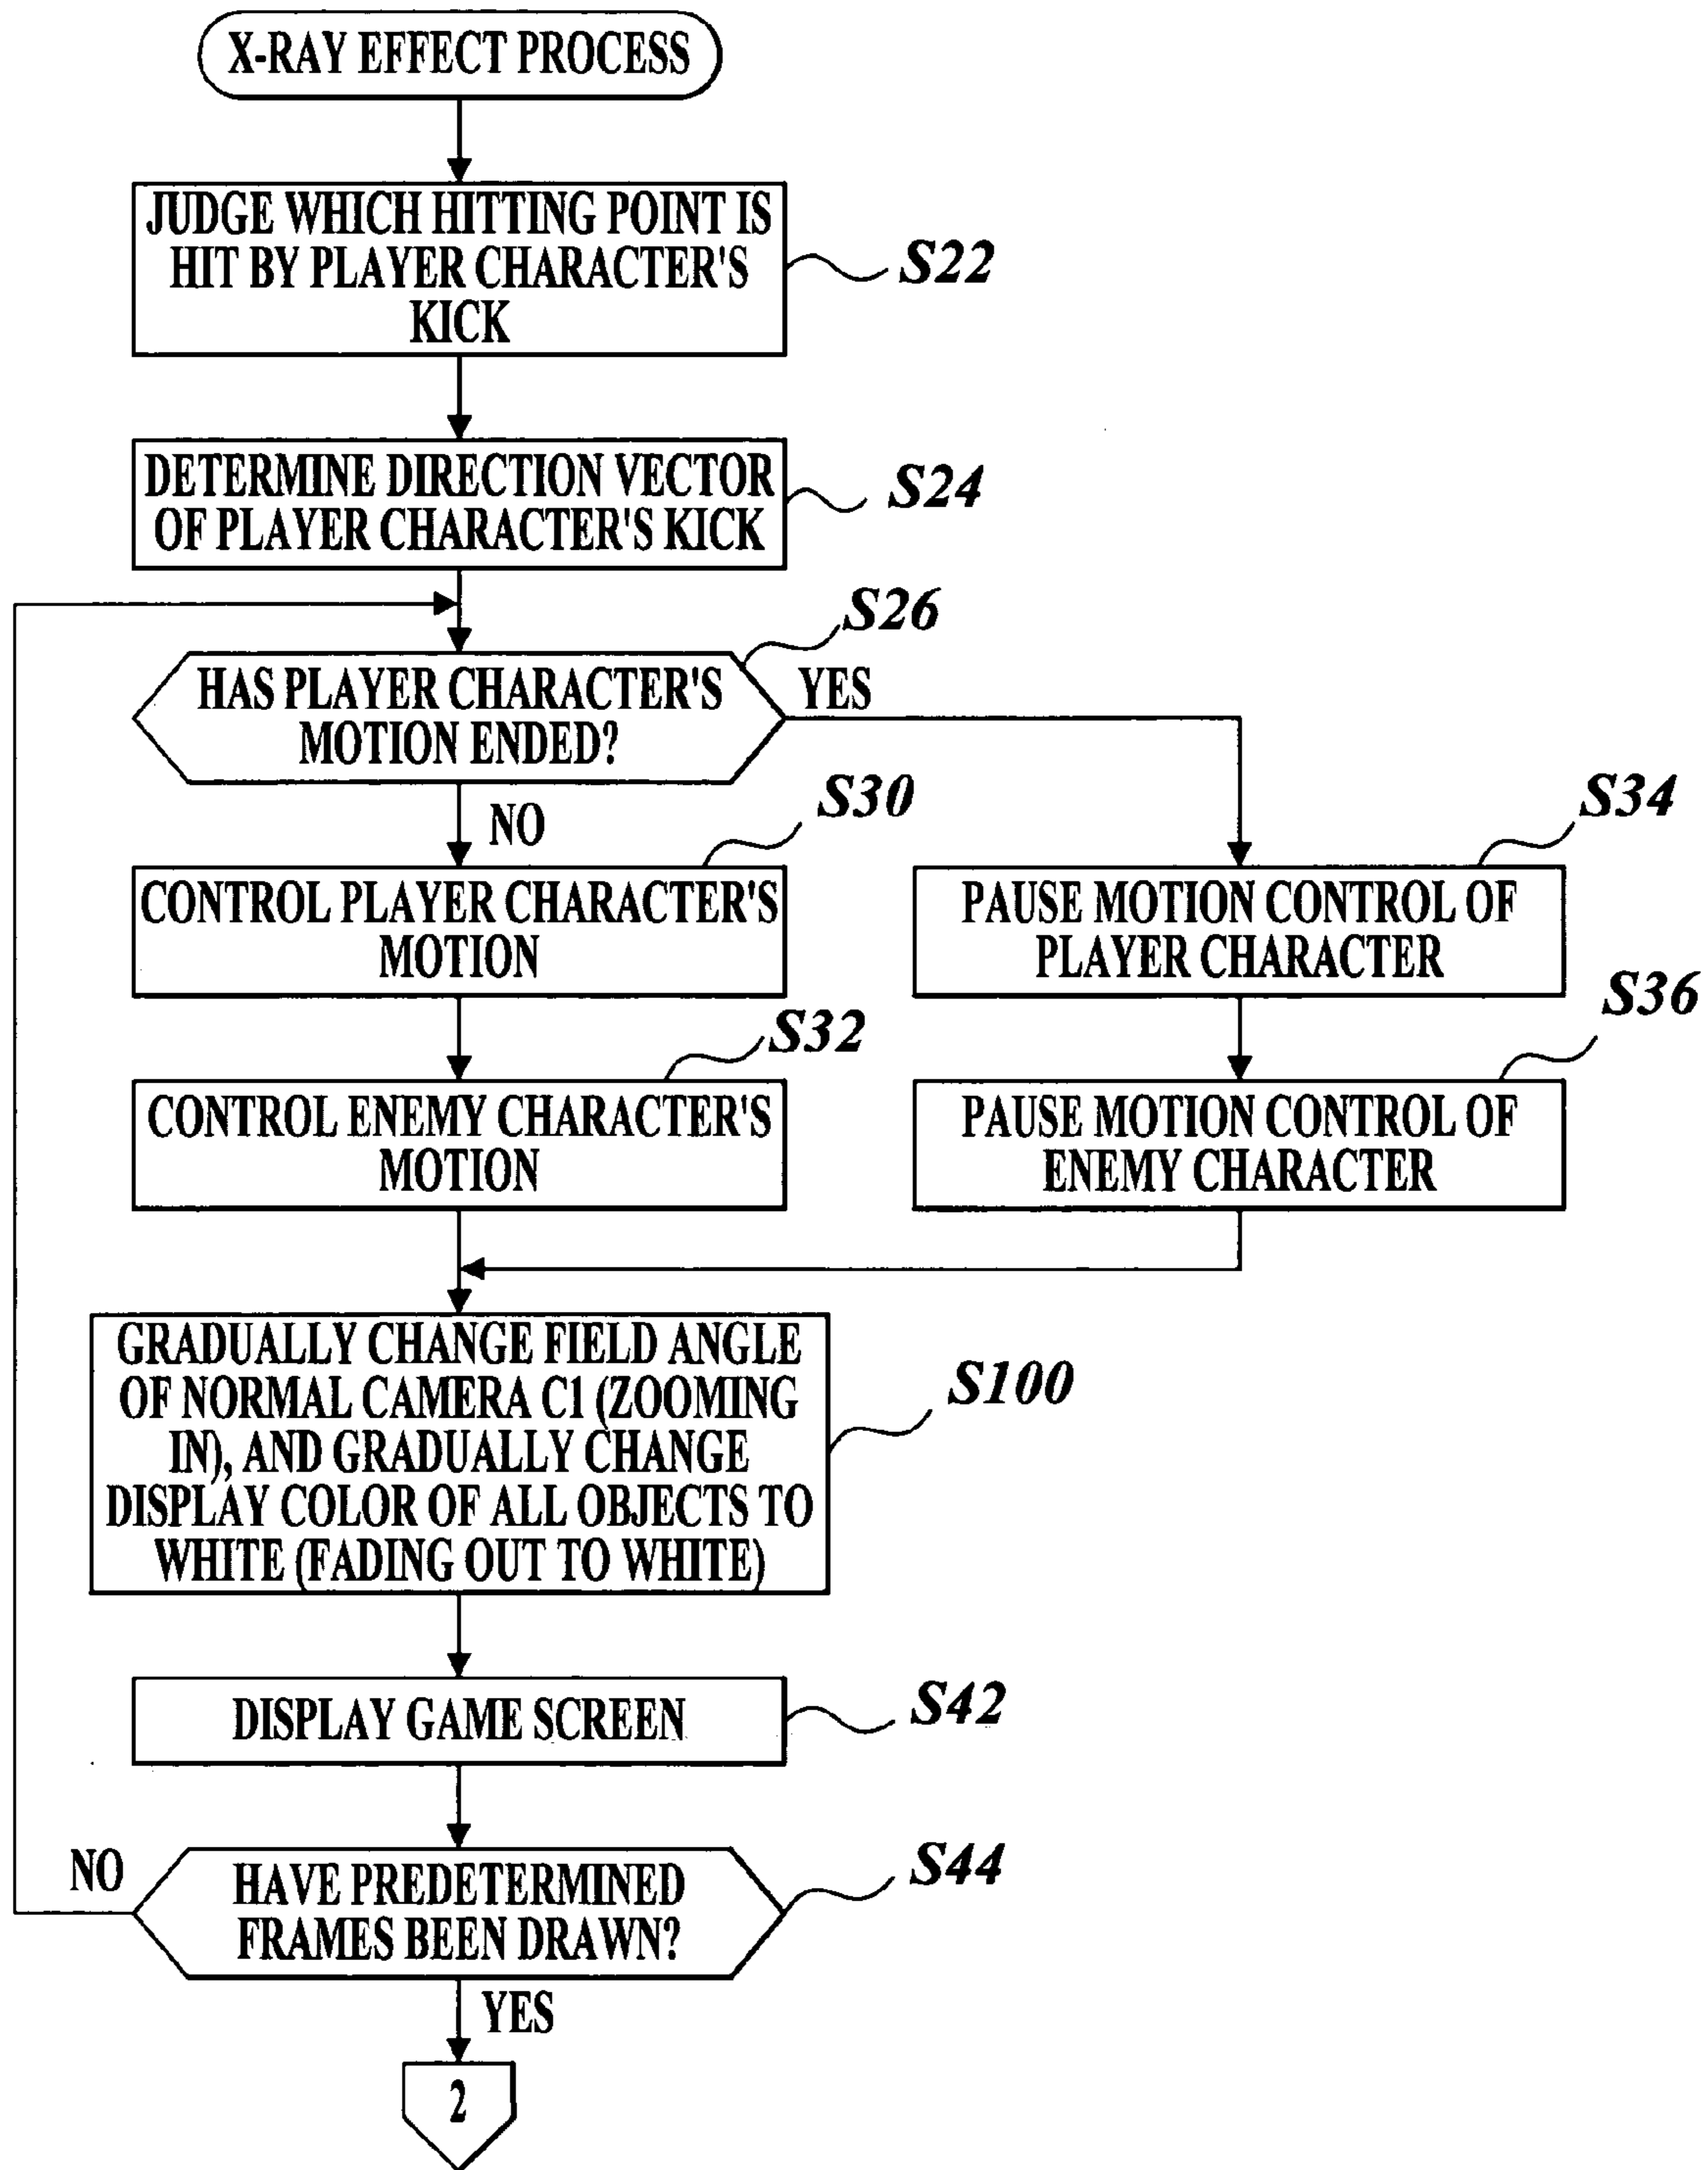 X-RAY EFFECT PROCESS
JUDGE WHICH HITTING POINT IS
HIT BY PLAYER CHARACTER'S
KICK
S22
DETERMINE DIRECTION VECTOR
OF PLAYER CHARACTER'S KICK
S24
S26
HAS PLAYER CHARACTER'S
MOTION ENDED?
YES
NO
S30
CONTROL PLAYER CHARACTER'S
MOTION
S34
PAUSE MOTION CONTROL OF
PLAYER CHARACTER
S32
CONTROL ENEMY CHARACTER'S
MOTION
S36
PAUSE MOTION CONTROL OF
ENEMY CHARACTER
GRADUALLY CHANGE FIELD ANGLE
OF NORMAL CAMERA C1 (ZOOMING
IN), AND GRADUALLY CHANGE
DISPLAY COLOR OF ALL OBJECTS TO
WHITE (FADING OUT TO WHITE)
S100
DISPLAY GAME SCREEN
S42
HAVE PREDETERMINED
FRAMES BEEN DRAWN?
S44
NO
YES
2